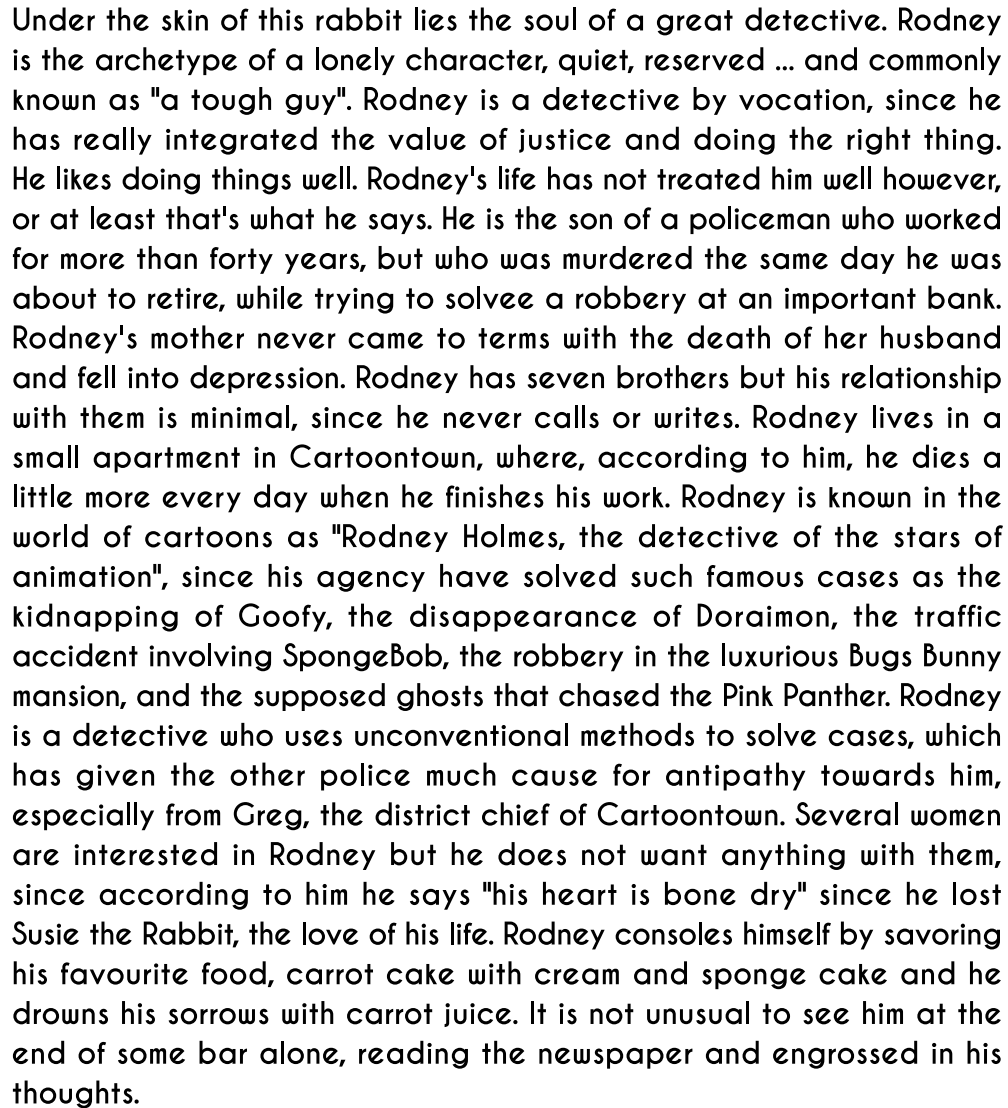 Under the skin of this rabbit lies the soul of a great detective. Rodney
is the archetype of a lonely character, quiet, reserved ... and commonly
known as "a tough guy". Rodney is a detective by vocation, since he
has really integrated the value of justice and doing the right thing.
He likes doing things well. Rodney's life has not treated him well however,
or at least that's what he says. He is the son of a policeman who worked
for more than forty years, but who was murdered the same day he was
about to retire, while trying to solvee a robbery at an important bank.
Rodney's mother never came to terms with the death of her husband
and fell into depression. Rodney has seven brothers but his relationship
with them is minimal, since he never calls or writes. Rodney lives in a
small apartment in Cartoontown, where, according to him, he dies a
little more every day when he finishes his work. Rodney is known in the
world of cartoons as "Rodney Holmes, the detective of the stars of
animation", since his agency have solved such famous cases as the
kidnapping of Goofy, the disappearance of Doraimon, the traffic
accident involving SpongeBob, the robbery in the luxurious Bugs Bunny
mansion, and the supposed ghosts that chased the Pink Panther. Rodney
is a detective who uses unconventional methods to solve cases, which
has given the other police much cause for antipathy towards him,
especially from Greg, the district chief of Cartoontown. Several women
are interested in Rodney but he does not want anything with them,
since according to him he says "his heart is bone dry" since he lost
Susie the Rabbit, the love of his life. Rodney consoles himself by savoring
his favourite food, carrot cake with cream and sponge cake and he
drowns his sorrows with carrot juice. It is not unusual to see him at the
end of some bar alone, reading the newspaper and engrossed in his
thoughts.